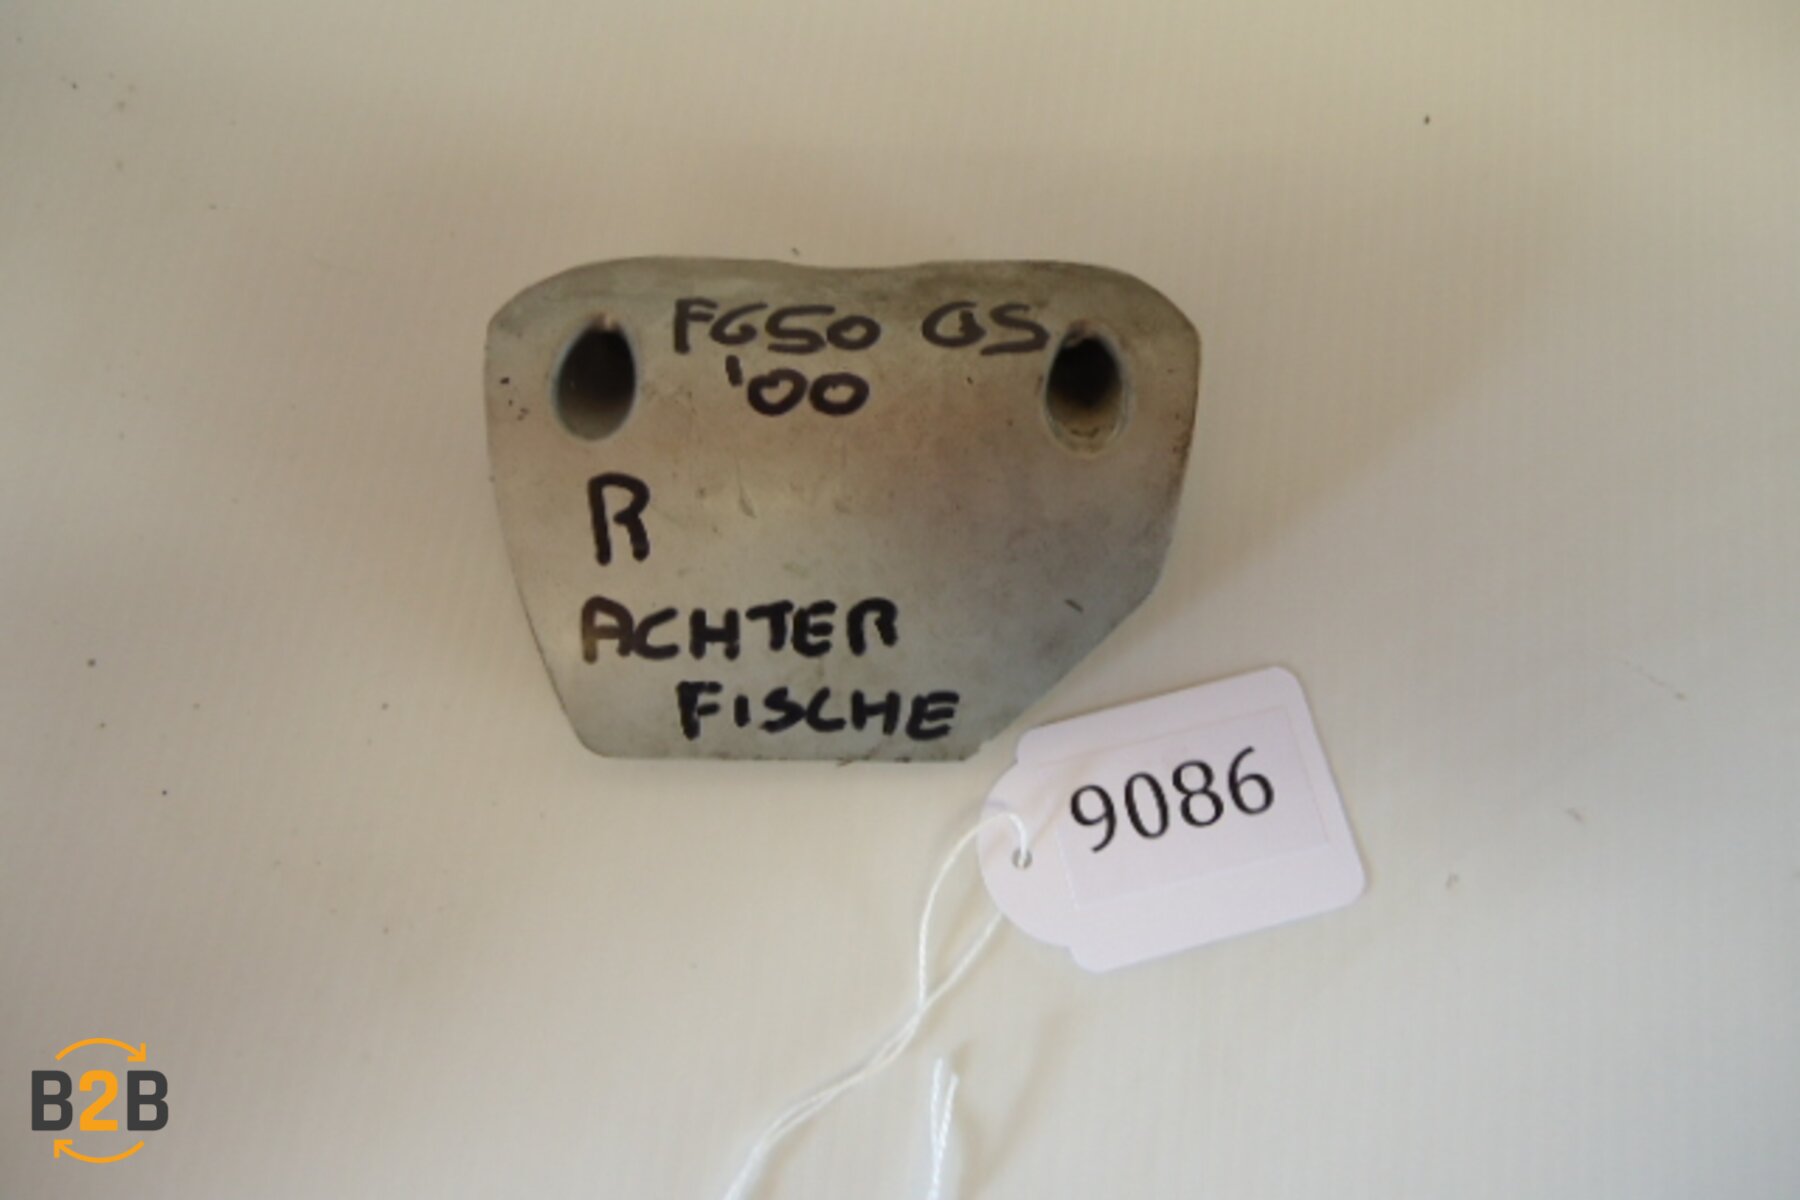 F650 GS
'00
R
ACHTER
FISCHE
9086
B2B